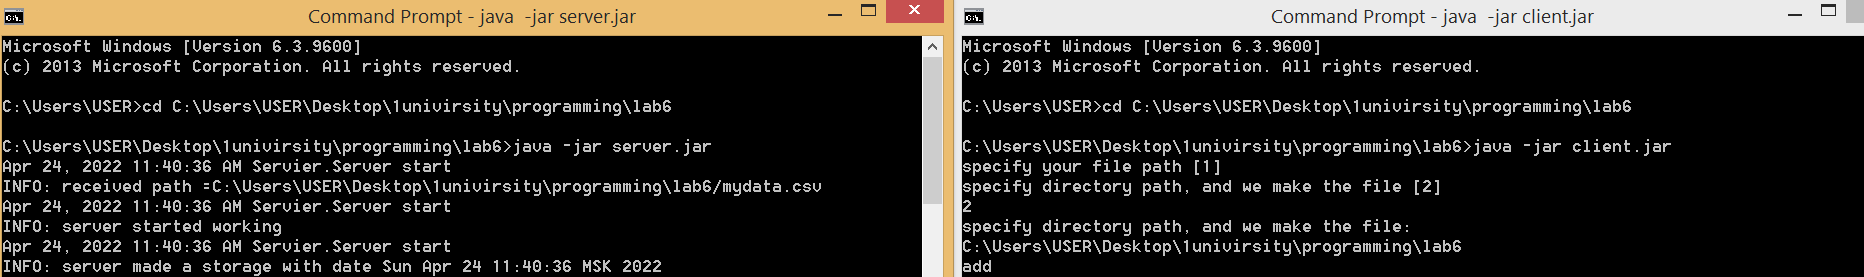 Command Prompt - java  -jar server.jar
Microsoft Windows [Version 6.3.9600]
(c) 2013 Microsoft Corporation. All rights reserved.
C:\Users\USER>cd C:\Users\USER\Desktop\1univirsity\programming\lab6
C:\Users\USER\Desktop\1univirsity\programming\lab6>java -jar server.jar
Apr 24, 2022 11:40:36 AM Servier.Server start
INFO: received path =C:\Users\USER\Desktop\1univirsity\programming\lab6/mydata.csv
Apr 24, 2022 11:40:36 AM Servier.Server start
INFO: server started working
Apr 24, 2022 11:40:36 AM Servier.Server start
INFO: server made a storage with date Sun Apr 24 11:40:36 MSK 2022
Command Prompt - java  -jar client.jar
Microsoft Windows [Version 6.3.9600]
(c) 2013 Microsoft Corporation. All rights reserved.
C:\Users\USER>cd C:\Users\USER\Desktop\1univirsity\programming\lab6
C:\Users\USER\Desktop\1univirsity\programming\lab6>java -jar client.jar
specify your file path [1]
specify directory path, and we make the file [2]
2
specify directory path, and we make the file:
C:\Users\USER\Desktop\1univirsity\programming\lab6
add